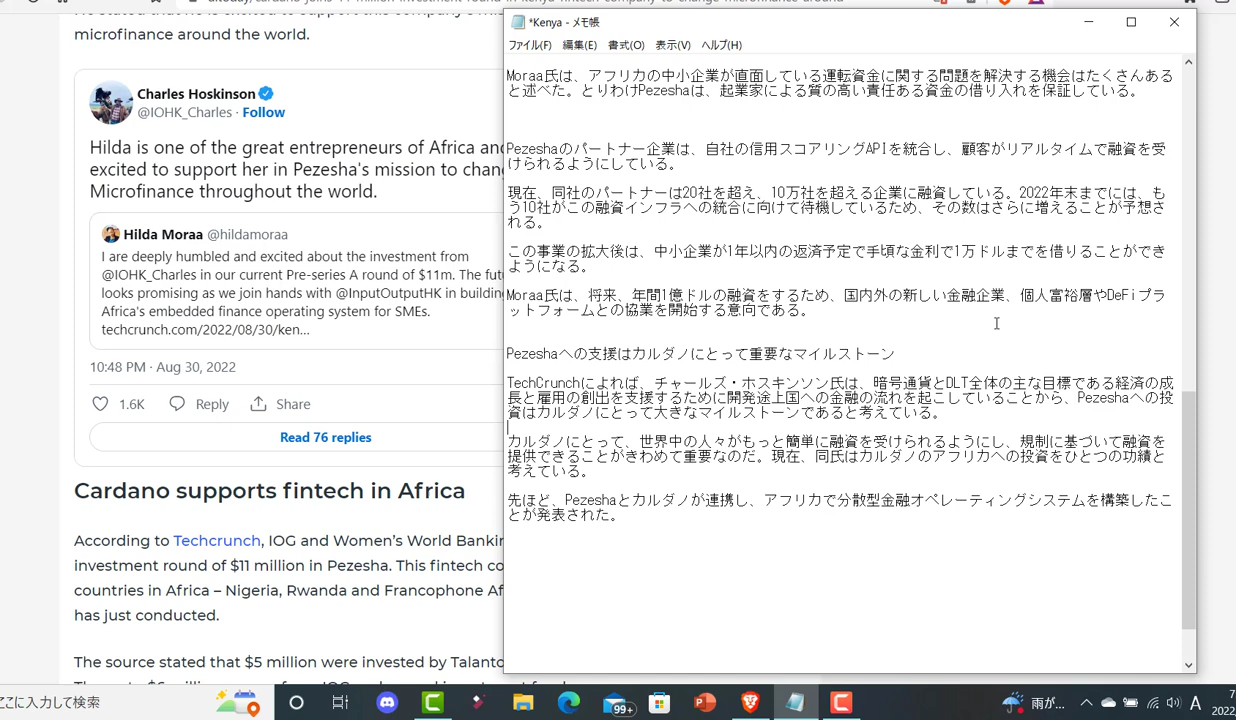 microfinance around the world.
Charles Hoskinson
@IOHK_Charles · Follow
Hilda is one of the great entrepreneurs of Africa and
excited to support her in Pezesha's mission to chan
Microfinance throughout the world.
Hilda Moraa @hildamoraa
I are deeply humbled and excited about the investment from
@IOHK_Charles in our current Pre-series A round of $11m. The futu
looks promising as we join hands with @InputOutputHK in building
Africa's embedded finance operating system for SMEs.
techcrunch.com/2022/08/30/ken...
10:48 PM · Aug 30, 2022
1.6K Reply Share
Read 76 replies
Cardano supports fintech in Africa
According to Techcrunch, IOG and Women's World Bankin
investment round of $11 million in Pezesha. This fintech co
countries in Africa – Nigeria, Rwanda and Francophone Af
has just conducted.
The source stated that $5 million were invested by Talanto
*Kenya - メモ帳
ファイル(F) 編集(E) 書式(O) 表示(V) ヘルプ(H)
Moraa氏は、アフリカの中小企業が直面している運転資金に関する問題を解決する機会はたくさんある
と述べた。とりわけPezeshaは、起業家による質の高い責任ある資金の借り入れを保証している。
Pezeshaのパートナー企業は、自社の信用スコアリングAPIを統合し、顧客がリアルタイムで融資を受
けられるようにしている。
現在、同社のパートナーは20社を超え、10万社を超える企業に融資している。2022年末までには、も
う10社がこの融資インフラへの統合に向けて待機しているため、その数はさらに増えることが予想さ
れる。
この事業の拡大後は、中小企業が1年以内の返済予定で手頃な金利で1万ドルまでを借りることができ
ようになる。
Moraa氏は、将来、年間1億ドルの融資をするため、国内外の新しい金融企業、個人富裕層やDeFiプラ
ットフォームとの協業を開始する意向である。
Pezeshaへの支援はカルダノにとって重要なマイルストーン
TechCrunchによれば、チャールズ・ホスキンソン氏は、暗号通貨とDLT全体の主な目標である経済の成
長と雇用の創出を支援するために開発途上国への金融の流れを起こしていることから、Pezeshaへの投
資はカルダノにとって大きなマイルストーンであると考えている。
カルダノにとって、世界中の人々がもっと簡単に融資を受けられるようにし、規制に基づいて融資を
提供できることがきわめて重要なのだ。現在、同氏はカルダノのアフリカへの投資をひとつの功績と
考えている。
先ほど、Pezeshaとカルダノが連携し、アフリカで分散型金融オペレーティングシステムを構築したこ
とが発表された。
ここに入力して検索
99+
雨が...
A
7
2022